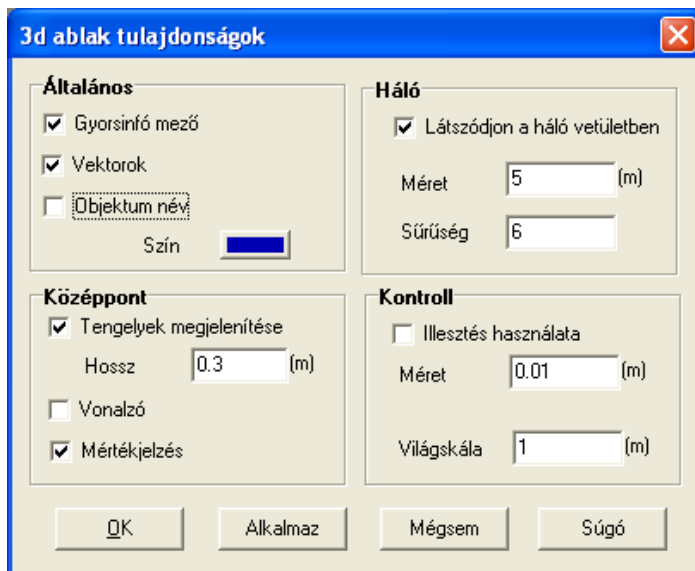 3d ablak tulajdonságok
Általános
Gyorsinfó mező
Vektorok
Objektum név
Szín
Háló
Látszódjon a háló vetületben
Méret 5 (m)
Sűrűség 6
Középpont
Tengelyek megjelenítése
Hossz 0.3 (m)
Vonalzó
Mértékjelzés
Kontroll
Illesztés használata
Méret 0.01 (m)
Világskála 1 (m)
OK Alkalmaz Mégsem Súgó